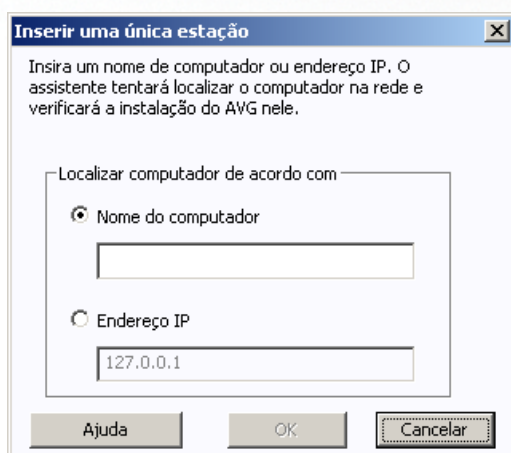 Inserir uma única estação
Insira um nome de computador ou endereço IP. O
assistente tentará localizar o computador na rede e
verificará a instalação do AVG nele.
Localizar computador de acordo com
Nome do computador
Endereço IP
127.0.0.1
Ajuda OK Cancelar